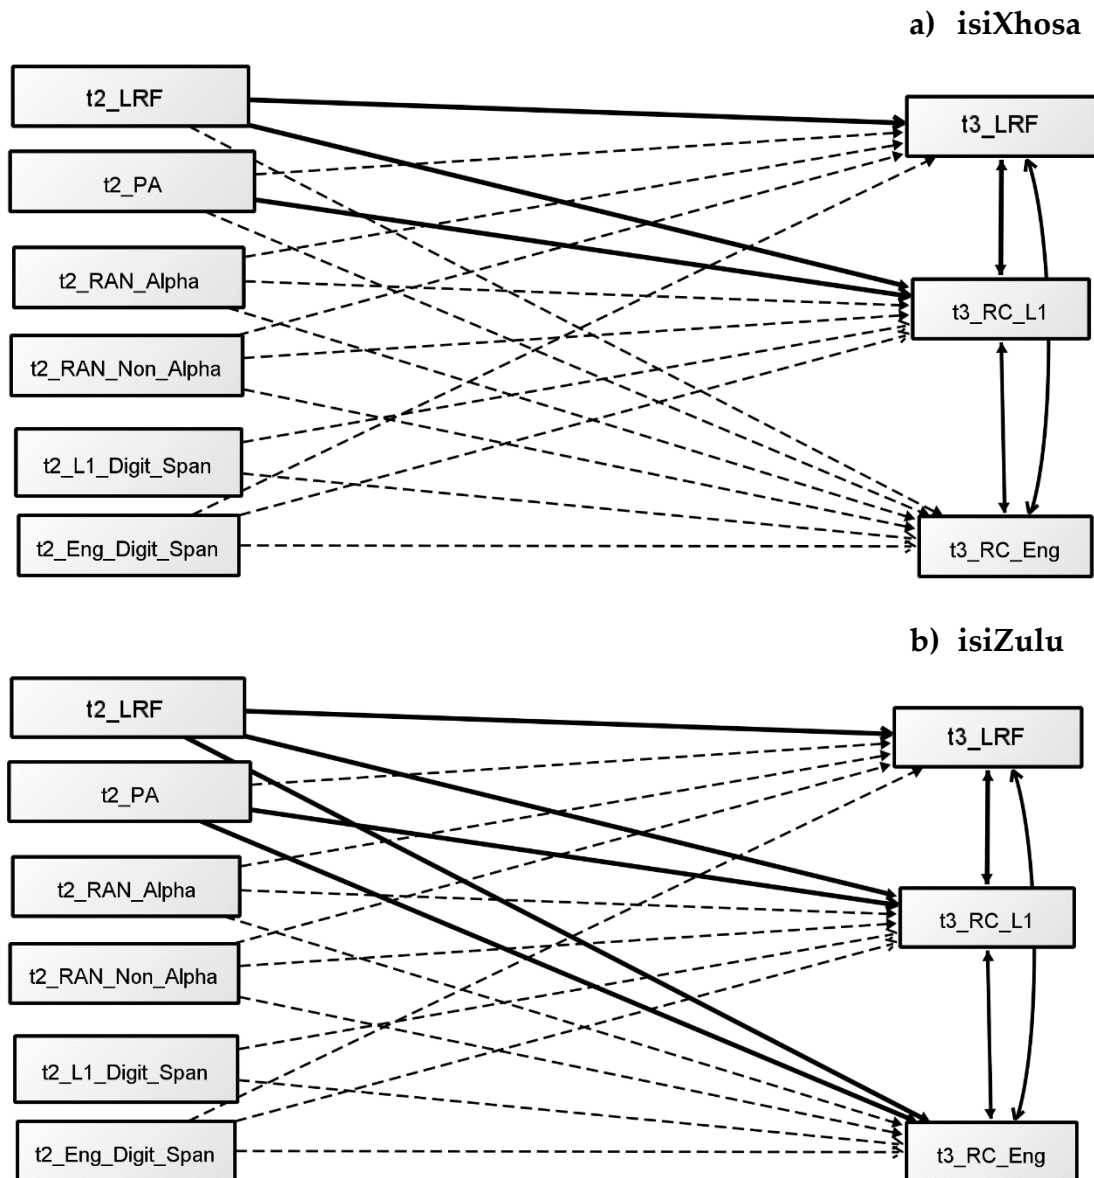 a) isiXhosa
t2_LRF
t3_LRF
t2_PA
t2_RAN_Alpha
t3_RC_L1
t2_RAN_Non_Alpha
t2_L1_Digit_Span
t2_Eng_Digit_Span
t3_RC_Eng
b) isiZulu
t2_LRF
t3_LRF
t2_PA
t2_RAN_Alpha
t3_RC_L1
t2_RAN_Non_Alpha
t2_L1_Digit_Span
t2_Eng_Digit_Span
t3_RC_Eng